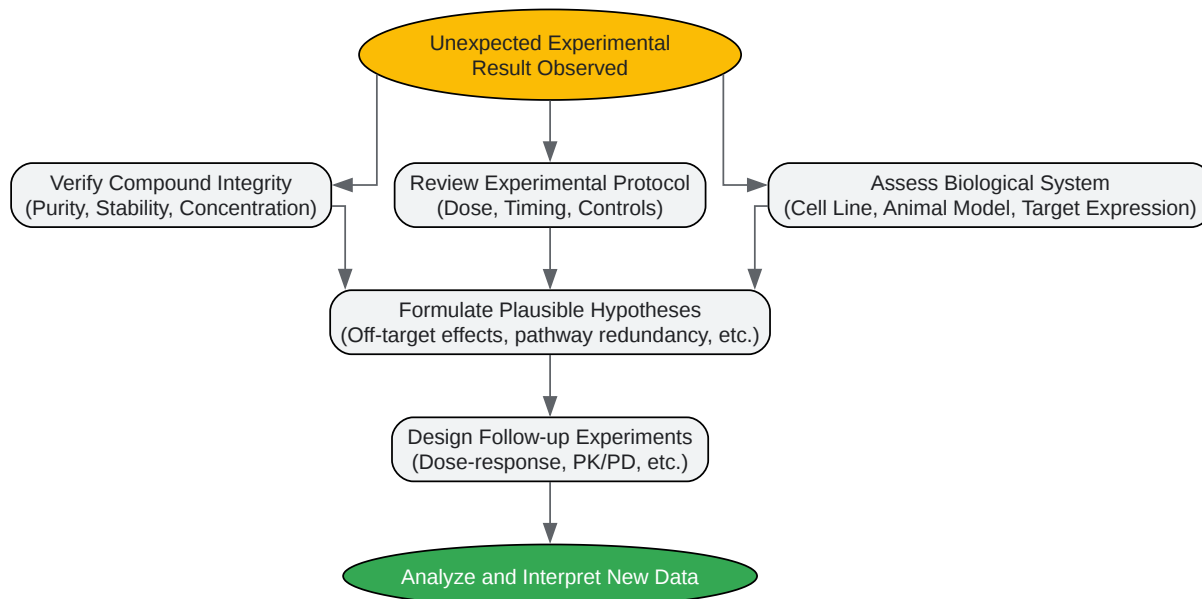 Unexpected Experimental
Result Observed
Verify Compound Integrity
(Purity, Stability, Concentration)
Review Experimental Protocol
(Dose, Timing, Controls)
Assess Biological System
(Cell Line, Animal Model, Target Expression)
Formulate Plausible Hypotheses
(Off-target effects, pathway redundancy, etc.)
Design Follow-up Experiments
(Dose-response, PK/PD, etc.)
Analyze and Interpret New Data